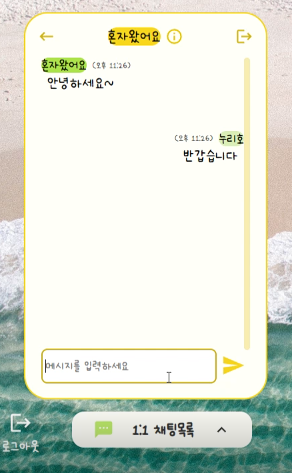 혼자왔어요
혼자왔어요 (오후 11:26)
안녕하세요~
(오후 11:26) 누리호
반갑습니다
메시지를 입력하세요
로그아웃
1:1 채팅목록